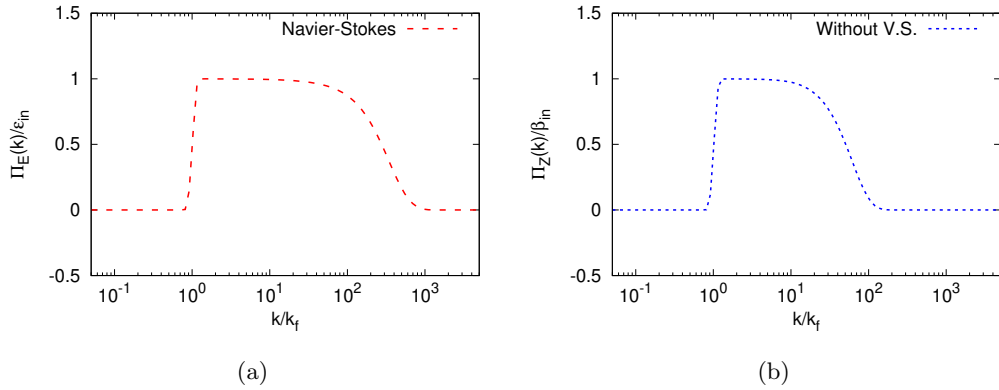 1.5
1
0.5
0
-0.5
Π_E(k)/ε_in
Navier-Stokes
10^-1 10^0 10^1 10^2 10^3
k/k_f
(a)
1.5
1
0.5
0
-0.5
Π_Z(k)/β_in
Without V.S.
10^-1 10^0 10^1 10^2 10^3
k/k_f
(b)